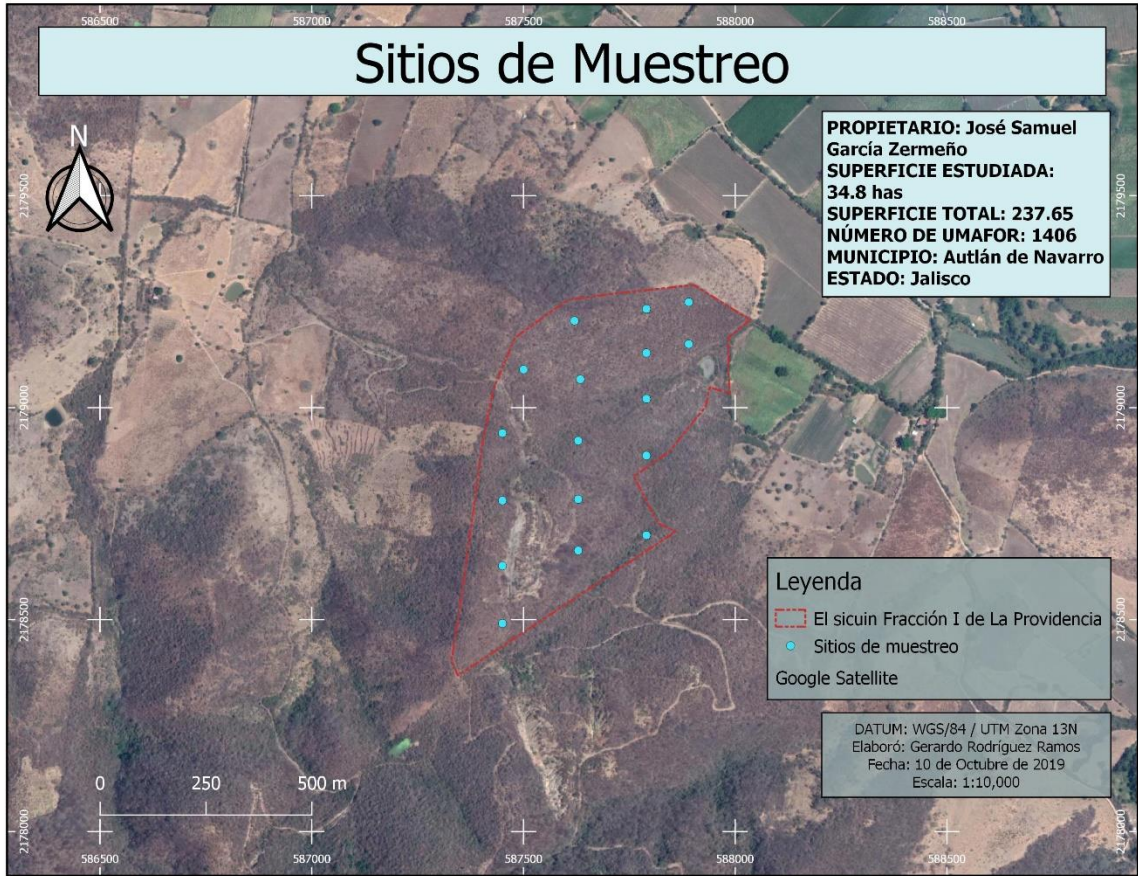 586500 587000 587500 588000 588500
Sitios de Muestreo
N
PROPIETARIO: José Samuel
García Zermeño
SUPERFICIE ESTUDIADA:
34.8 has
SUPERFICIE TOTAL: 237.65
NÚMERO DE UMAFOR: 1406
MUNICIPIO: Autlán de Navarro
ESTADO: Jalisco
2179500 2179500
2179000 2179000
2178500 2178500
Leyenda
El sicuin Fracción I de La Providencia
Sitios de muestreo
Google Satellite
DATUM: WGS/84 / UTM Zona 13N
Elaboró: Gerardo Rodríguez Ramos
Fecha: 10 de Octubre de 2019
Escala: 1:10,000
0 250 500 m
2178000 2178000
586500 587000 587500 588000 588500